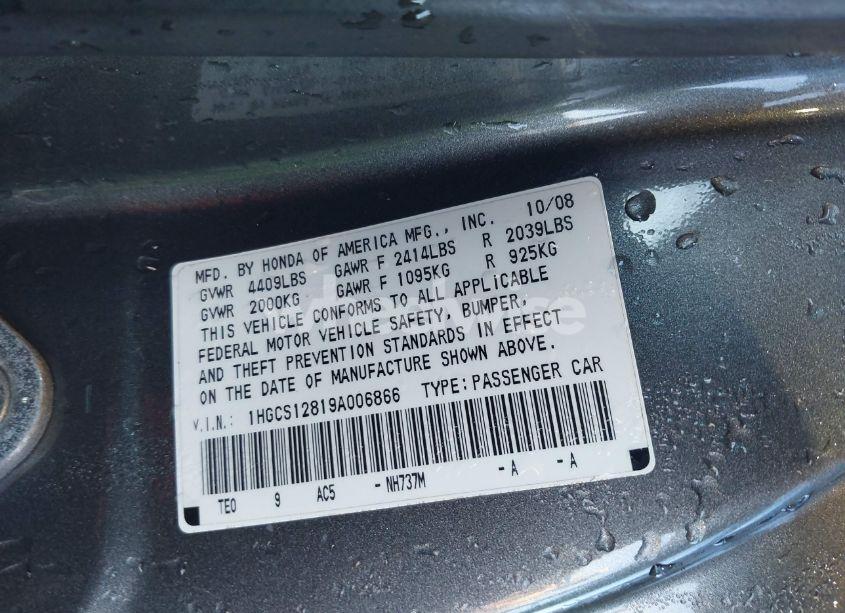 MFD. BY HONDA OF AMERICA MFG., INC. 10/08
GVWR 4409LBS GAWR F 2414LBS R 2039LBS
GVWR 2000KG GAWR F 1095KG R 925KG
THIS VEHICLE CONFORMS TO ALL APPLICABLE
FEDERAL MOTOR VEHICLE SAFETY, BUMPER,
AND THEFT PREVENTION STANDARDS IN EFFECT
ON THE DATE OF MANUFACTURE SHOWN ABOVE.
V.I.N.: 1HGCS12819A006866 TYPE:PASSENGER CAR
TE0 9 AC5 -NH737M -A -A